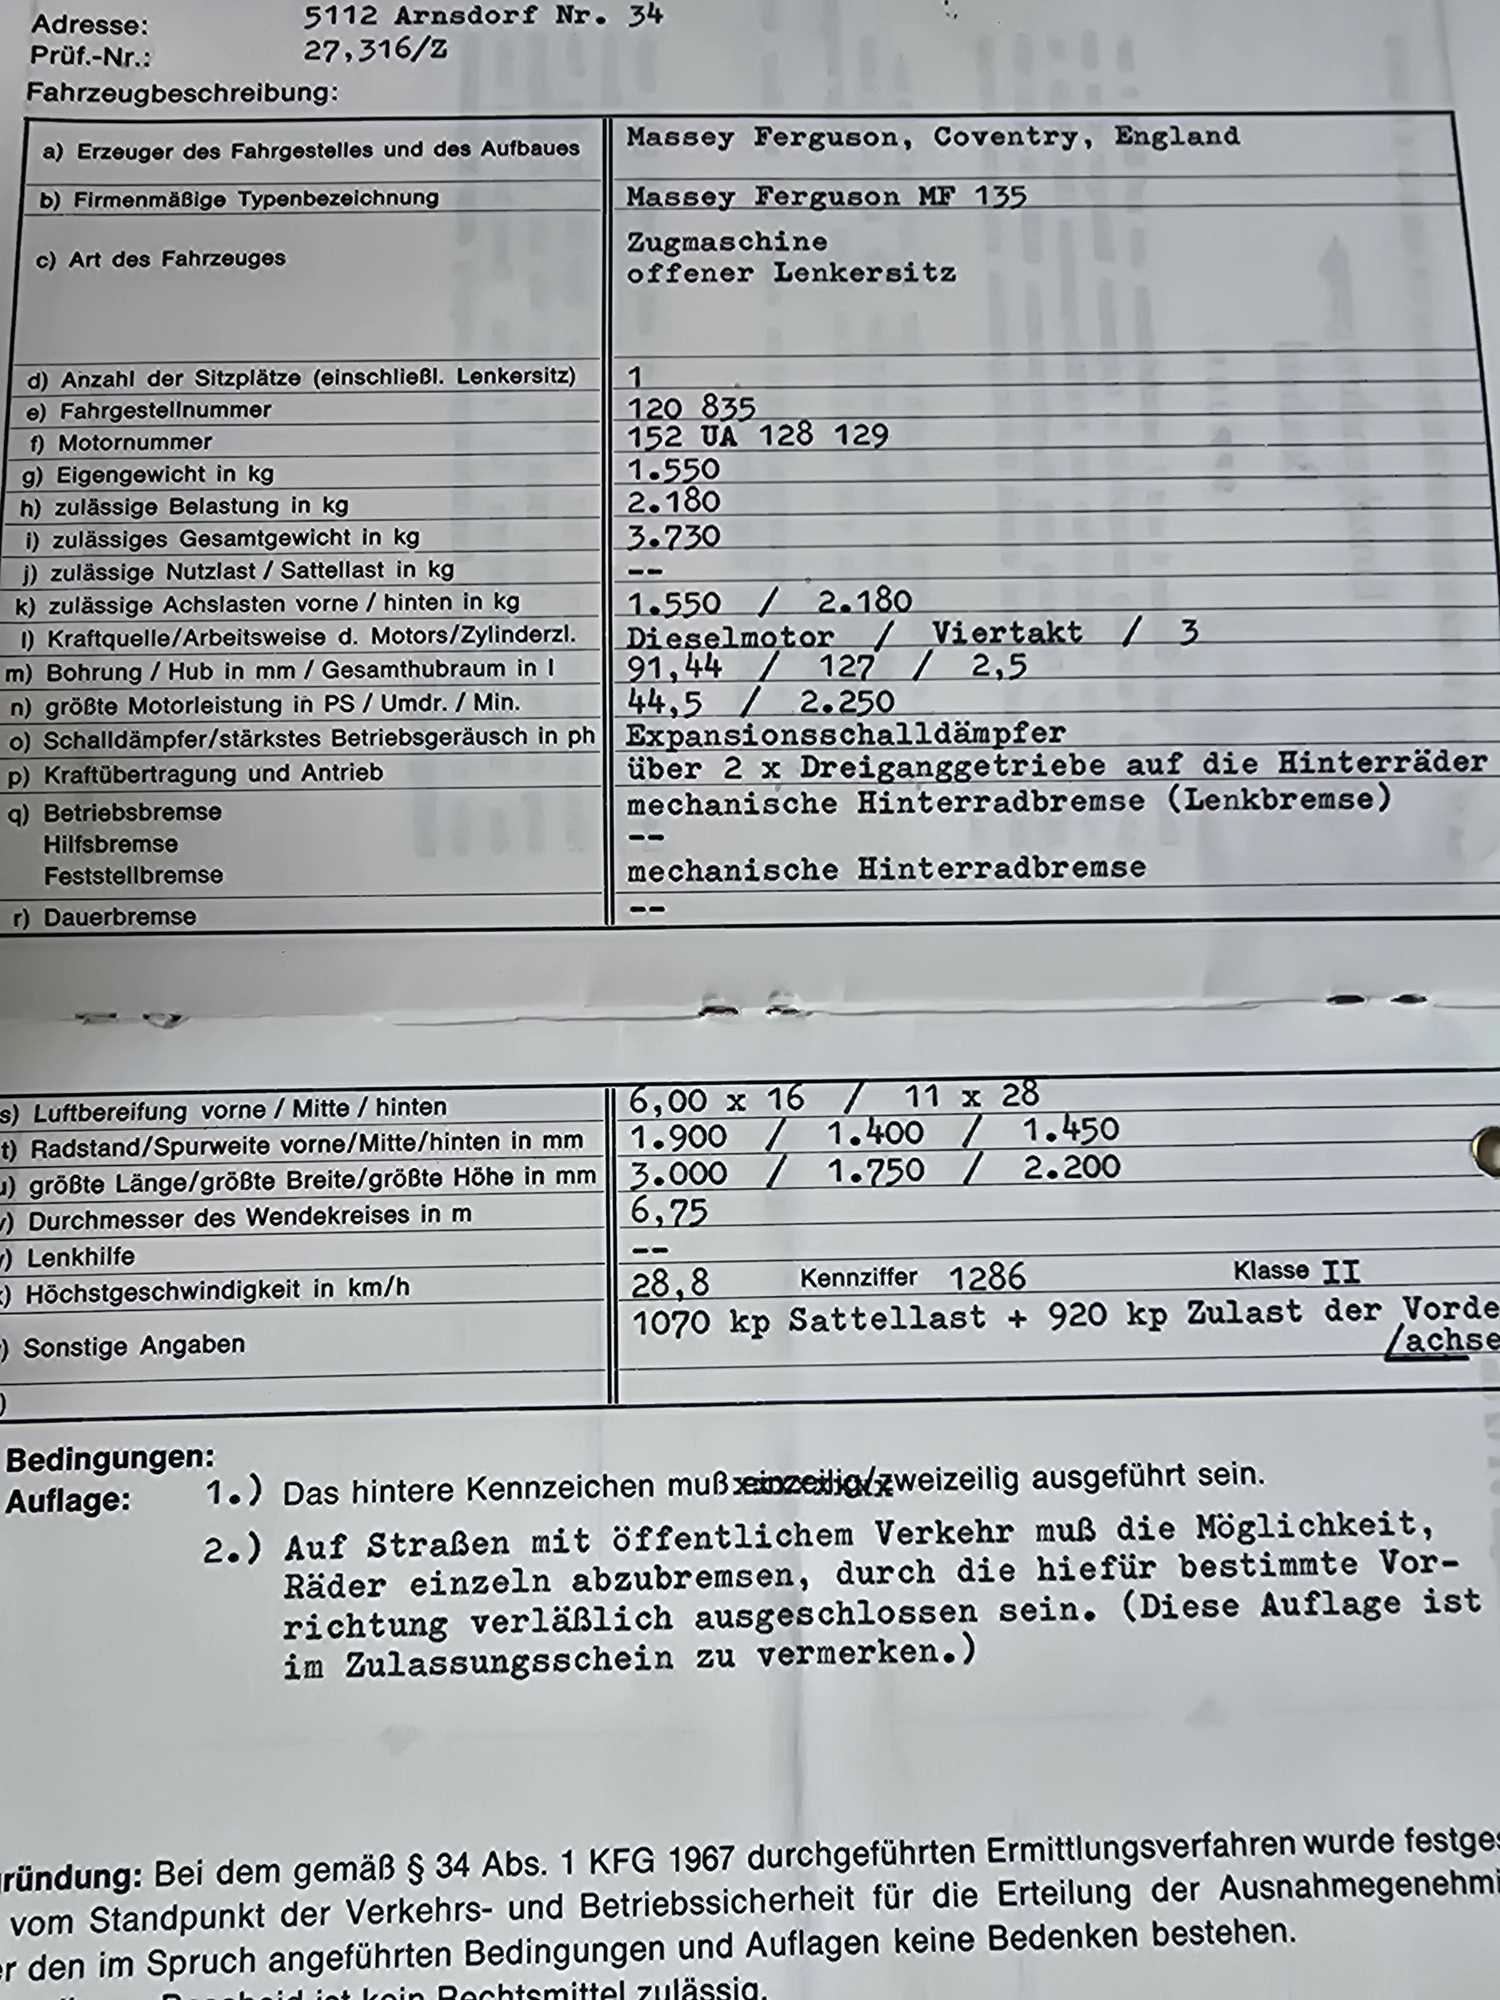 Adresse: 5112 Arnsdorf Nr. 34
Prüf.-Nr.: 27,316/Z
Fahrzeugbeschreibung:
a) Erzeuger des Fahrgestelles und des Aufbaues Massey Ferguson, Coventry, England
b) Firmenmäßige Typenbezeichnung Massey Ferguson MF 135
c) Art des Fahrzeuges Zugmaschine
offener Lenkersitz
d) Anzahl der Sitzplätze (einschließl. Lenkersitz) 1
e) Fahrgestellnummer 120 835
f) Motornummer 152 UA 128 129
g) Eigengewicht in kg 1.550
h) zulässige Belastung in kg 2.180
i) zulässiges Gesamtgewicht in kg 3.730
j) zulässige Nutzlast / Sattellast in kg --
k) zulässige Achslasten vorne / hinten in kg 1.550 / 2.180
l) Kraftquelle/Arbeitsweise d. Motors/Zylinderzl. Dieselmotor / Viertakt / 3
m) Bohrung / Hub in mm / Gesamthubraum in l 91,44 / 127 / 2,5
n) größte Motorleistung in PS / Umdr. / Min. 44,5 / 2.250
o) Schalldämpfer/stärkstes Betriebsgeräusch in ph Expansionsschalldämpfer
p) Kraftübertragung und Antrieb über 2 x Dreiganggetriebe auf die Hinterräder
q) Betriebsbremse mechanische Hinterradbremse (Lenkbremse)
Hilfsbremse --
Feststellbremse mechanische Hinterradbremse
r) Dauerbremse --
s) Luftbereifung vorne / Mitte / hinten 6,00 x 16 / 11 x 28
t) Radstand/Spurweite vorne/Mitte/hinten in mm 1.900 / 1.400 / 1.450
) größte Länge/größte Breite/größte Höhe in mm 3.000 / 1.750 / 2.200
) Durchmesser des Wendekreises in m 6,75
) Lenkhilfe --
) Höchstgeschwindigkeit in km/h 28,8 Kennziffer 1286 Klasse II
) Sonstige Angaben 1070 kp Sattellast + 920 kp Zulast der Vorde
/achse
)
Bedingungen:
Auflage: 1.) Das hintere Kennzeichen muß einzeilig/zweizeilig ausgeführt sein.
2.) Auf Straßen mit öffentlichem Verkehr muß die Möglichkeit,
Räder einzeln abzubremsen, durch die hiefür bestimmte Vor-
richtung verläßlich ausgeschlossen sein. (Diese Auflage ist
im Zulassungsschein zu vermerken.)
ründung: Bei dem gemäß § 34 Abs. 1 KFG 1967 durchgeführten Ermittlungsverfahren wurde festges
vom Standpunkt der Verkehrs- und Betriebssicherheit für die Erteilung der Ausnahmegenehmi
er den im Spruch angeführten Bedingungen und Auflagen keine Bedenken bestehen.
Bescheid ist kein Rechtsmittel zulässig.